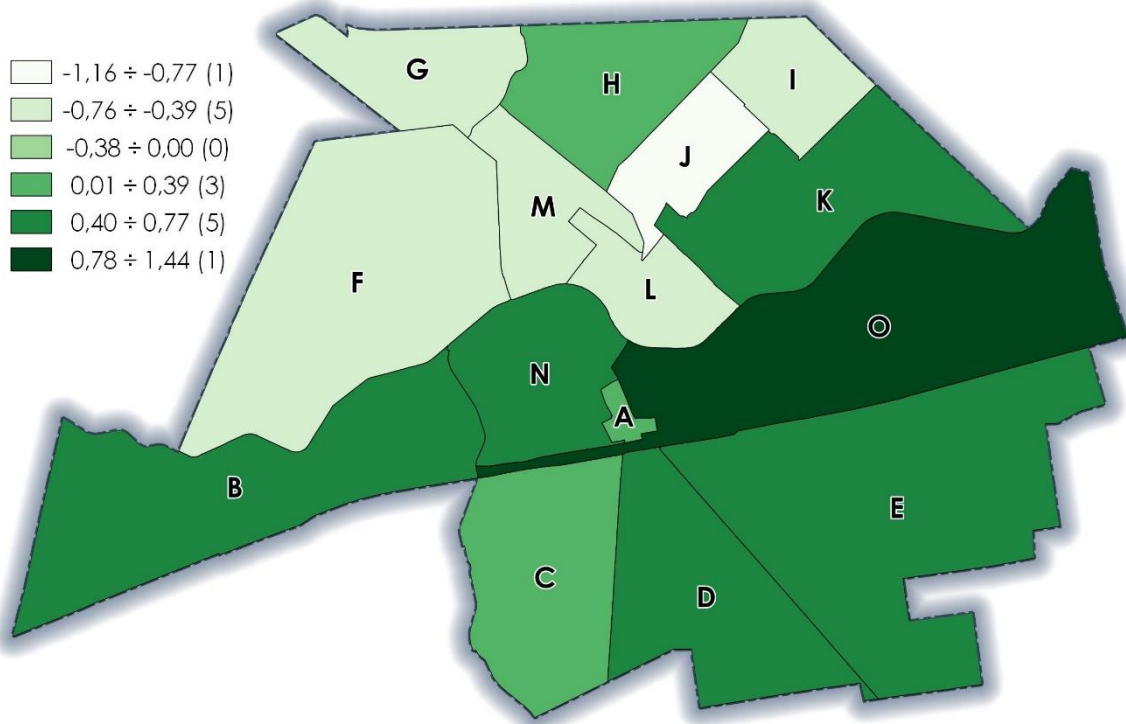 -1,16 ÷ -0,77 (1)
-0,76 ÷ -0,39 (5)
-0,38 ÷ 0,00 (0)
0,01 ÷ 0,39 (3)
0,40 ÷ 0,77 (5)
0,78 ÷ 1,44 (1)
G
H
I
J
K
M
F
L
O
N
A
B
E
C
D